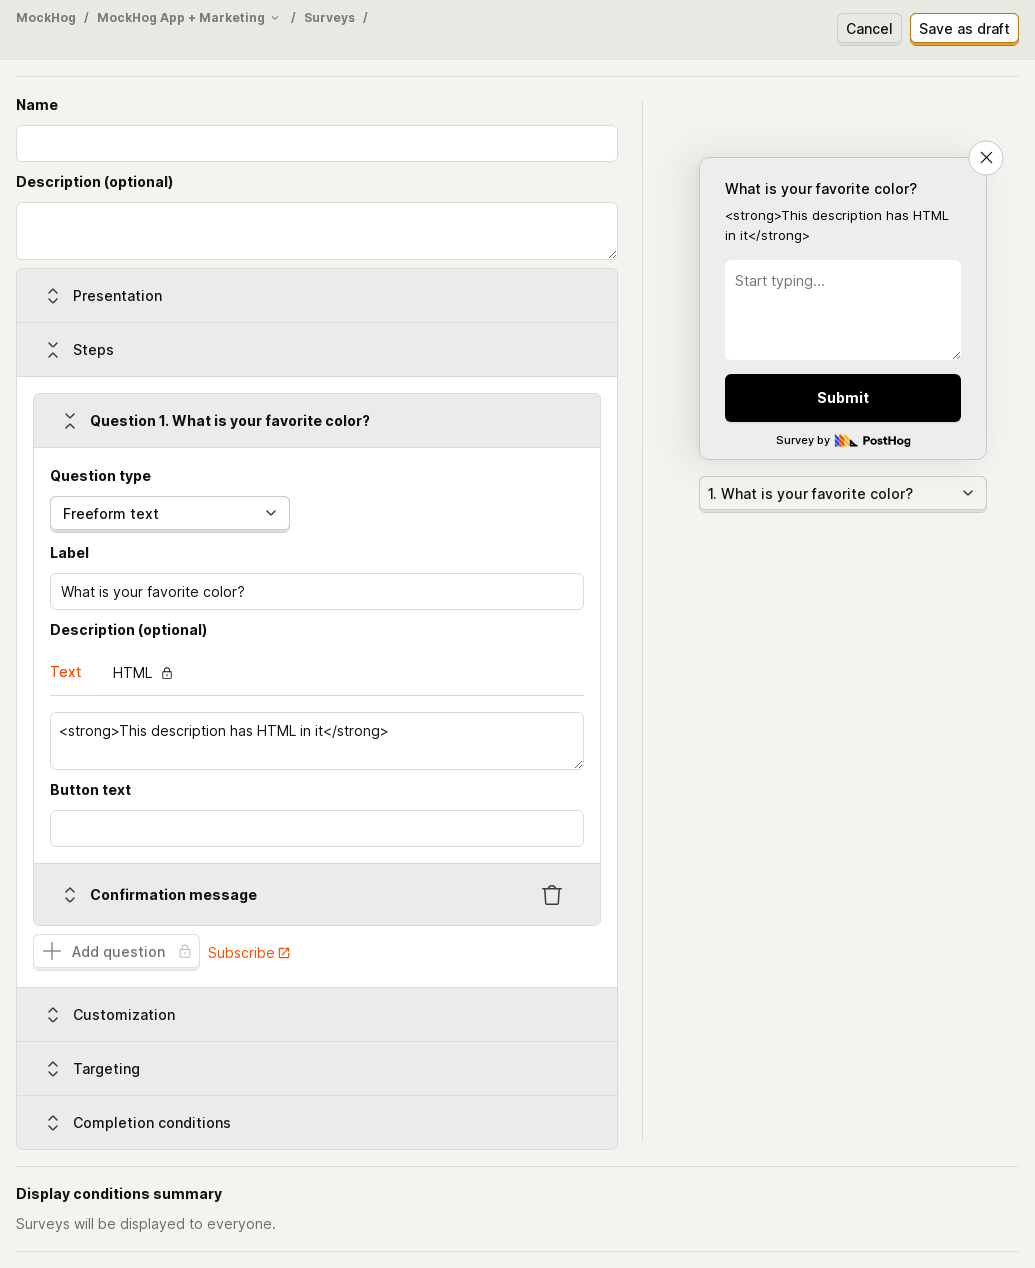 MockHog / MockHog App + Marketing / Surveys /
Cancel
Save as draft
Name
Description (optional)
Presentation
Steps
Question 1. What is your favorite color?
Question type
Freeform text
Label
What is your favorite color?
Description (optional)
Text
HTML
<strong>This description has HTML in it</strong>
Button text
Confirmation message
Add question
Subscribe
Customization
Targeting
Completion conditions
What is your favorite color?
<strong>This description has HTML
in it</strong>
Start typing...
Submit
Survey by PostHog
1. What is your favorite color?
Display conditions summary
Surveys will be displayed to everyone.